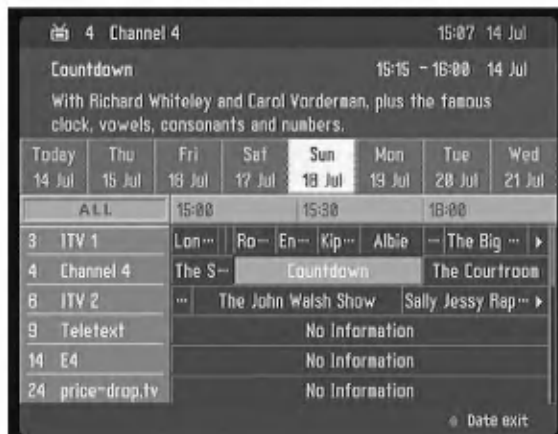 4 Channel 4 15:07 14 Jul
Countdown 15:15 - 16:00 14 Jul
With Richard Whiteley and Carol Vorderman, plus the famous
clock, vowels, consonants and numbers.
Today Thu Fri Sat Sun Mon Tue Wed
14 Jul 15 Jul 16 Jul 17 Jul 18 Jul 19 Jul 20 Jul 21 Jul
ALL 15:00 15:30 16:00
3 ITV 1 Lon… Ro… En… Kip… Albie … The Big …
4 Channel 4 The S… Countdown The Courtroom
6 ITV 2 … The John Walsh Show Sally Jessy Rap…
9 Teletext No Information
14 E4 No Information
24 price-drop.tv No Information
Date exit